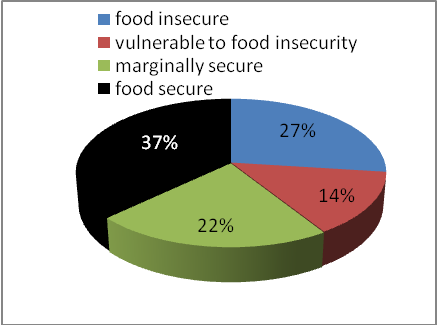 food insecure
vulnerable to food insecurity
marginally secure
food secure
27%
37%
14%
22%